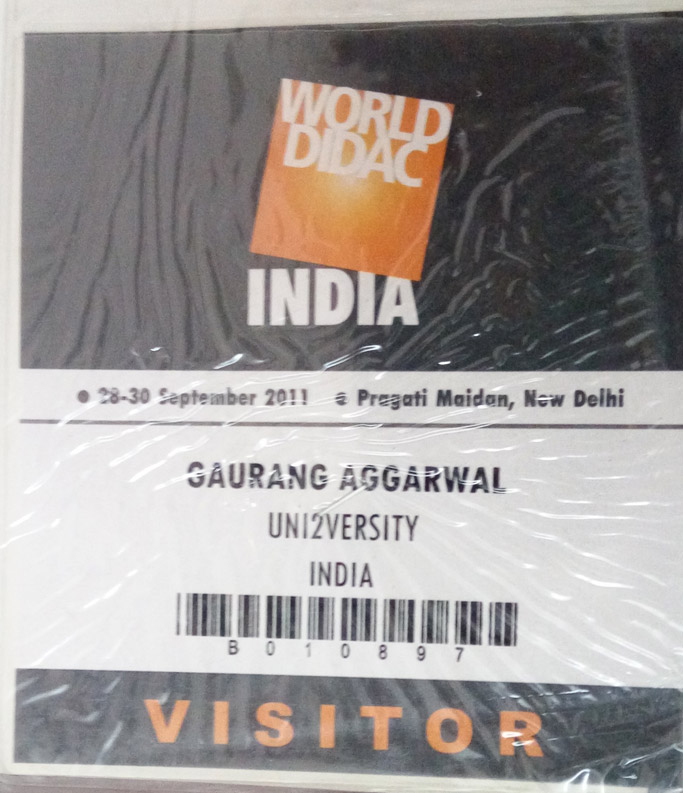 WORLD
DIDAC
INDIA
● 28-30 September 2011 ● Pragati Maidan, New Delhi
GAURANG AGGARWAL
UNI2VERSITY
INDIA
B010897
VISITOR